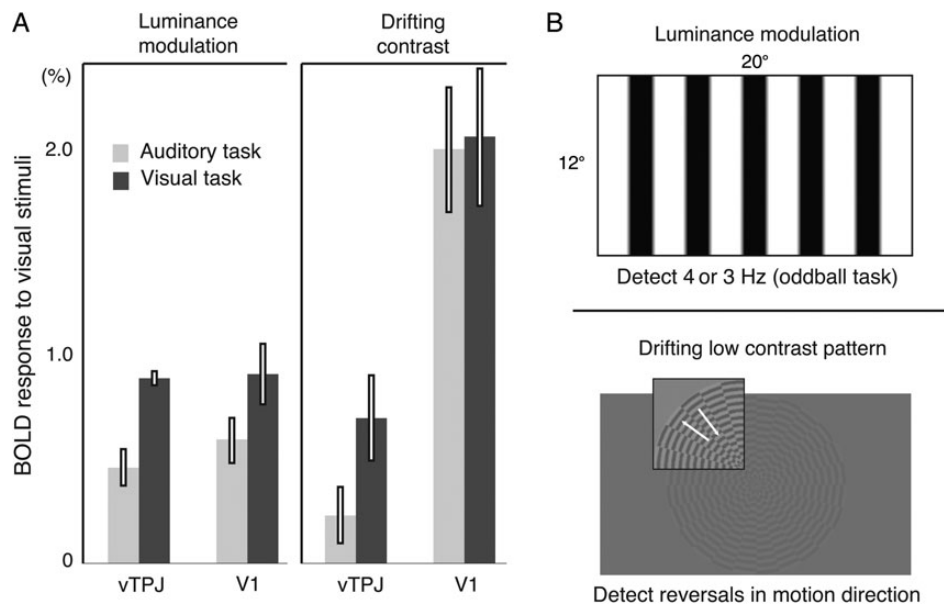 A
Luminance
modulation
Drifting
contrast
(%)
2.0
1.0
0
BOLD response to visual stimuli
Auditory task
Visual task
vTPJ
V1
vTPJ
V1
B
Luminance modulation
20°
12°
Detect 4 or 3 Hz (oddball task)
Drifting low contrast pattern
Detect reversals in motion direction